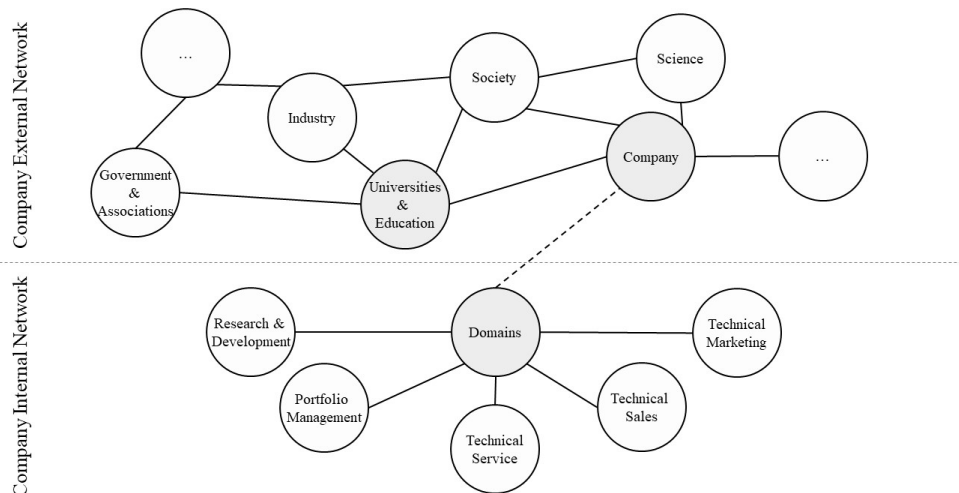 Company External Network
…
Industry
Society
Science
Government
&
Associations
Universities
&
Education
Company
…
Company Internal Network
Research &
Development
Portfolio
Management
Domains
Technical
Service
Technical
Sales
Technical
Marketing